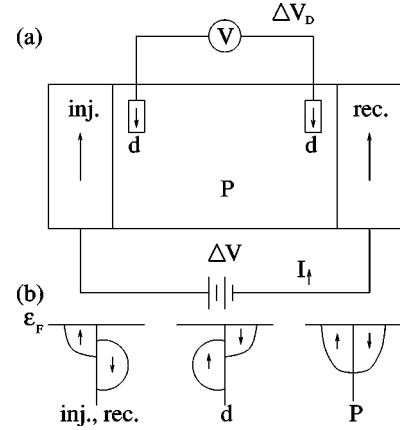 (a)
V
ΔV_D
inj.
d
d
rec.
P
ΔV
I↑
(b)
ε_F
inj., rec.
d
P